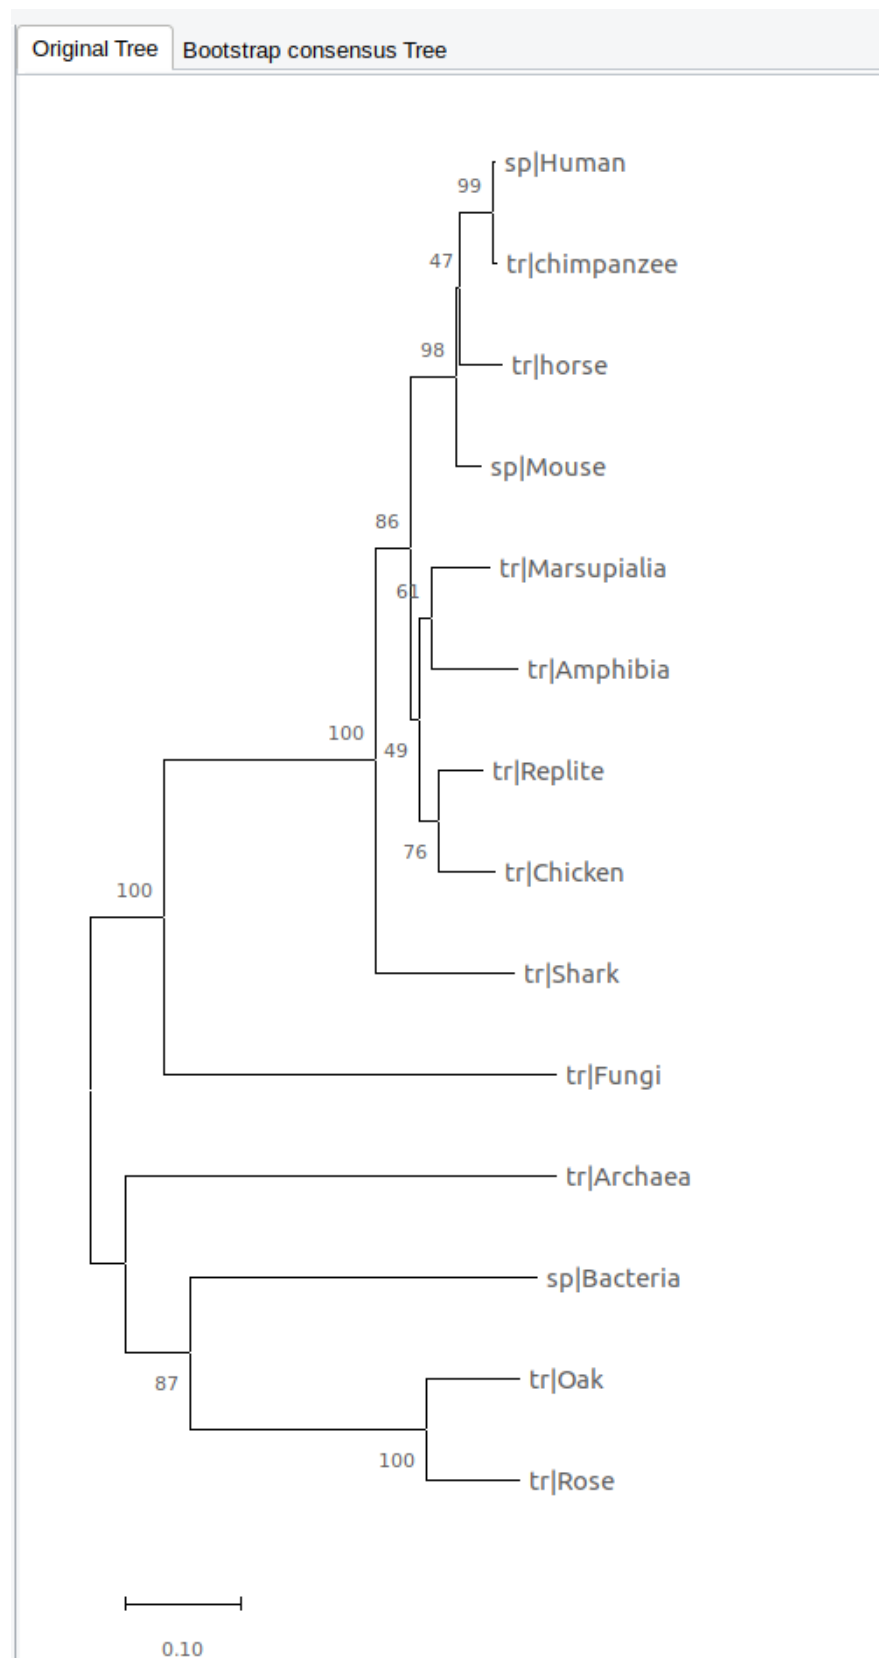 Original Tree
Bootstrap consensus Tree
sp|Human
99
47
tr|chimpanzee
98
tr|horse
sp|Mouse
86
tr|Marsupialia
61
tr|Amphibia
100
49
tr|Replite
76
tr|Chicken
100
tr|Shark
tr|Fungi
tr|Archaea
sp|Bacteria
87
tr|Oak
100
tr|Rose
0.10